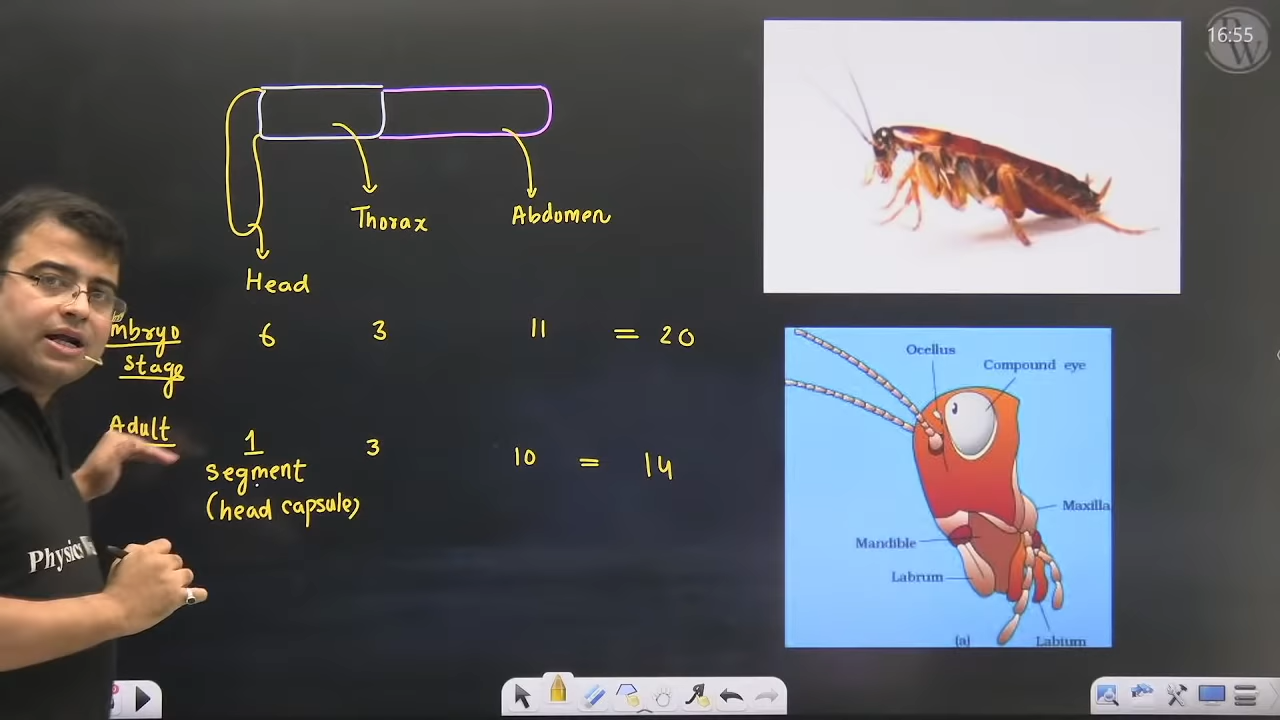 16:55
Thorax
Abdomen
Head
Embryo
Stage
6 3 11 = 20
Adult
1 3 10 = 14
segment
(head capsule)
Ocellus
Compound eye
Maxilla
Mandible
Labrum
(a)
Labium
Physics